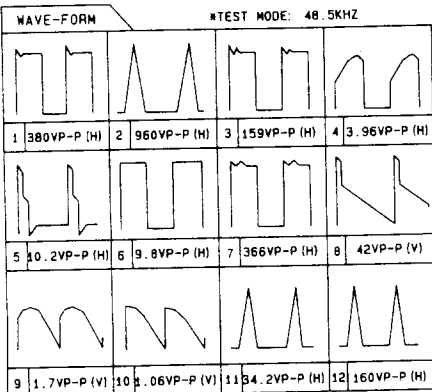 WAVE-FORM *TEST MODE: 48.5KHZ
1 380VP-P (H) 2 960VP-P (H) 3 159VP-P (H) 4 3.96VP-P (H)
5 10.2VP-P (H) 6 9.8VP-P (H) 7 366VP-P (H) 8 42VP-P (V)
9 1.7VP-P (V) 10 1.06VP-P (V) 11 34.2VP-P (H) 12 160VP-P (H)